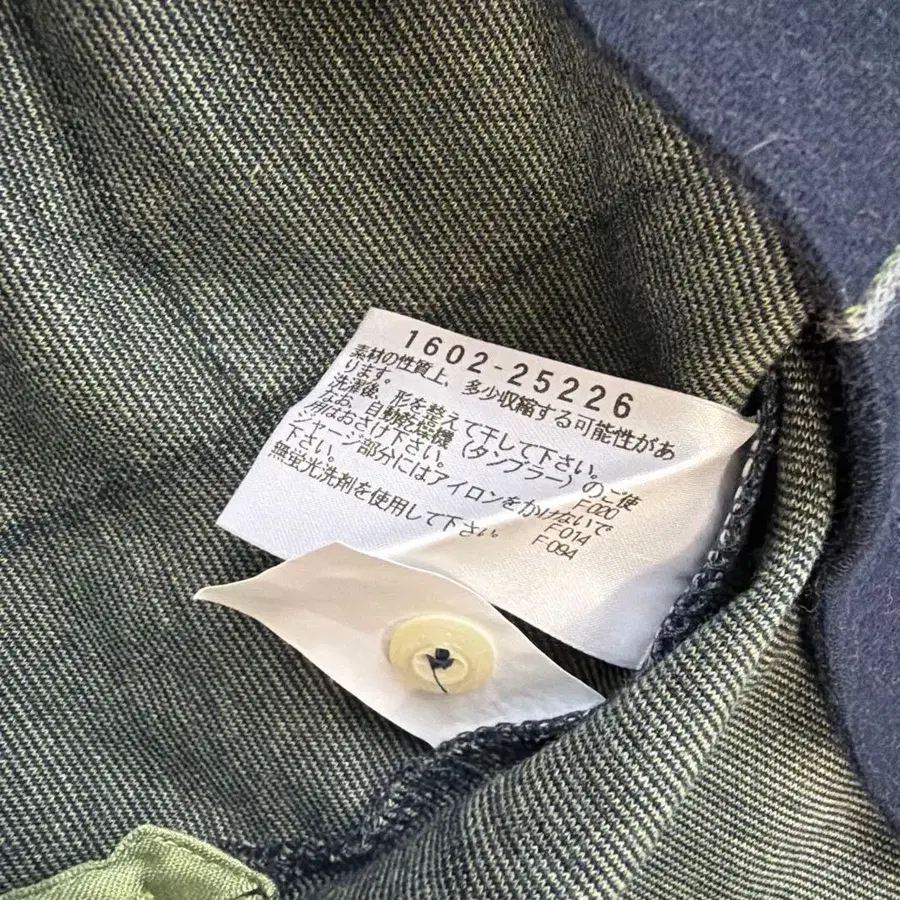 1602-25226
素材の性質上、多少収縮する可能性があ
ります。
洗濯後、形を整えて干して下さい。
なお、自動乾燥機（タンブラー）のご使
用はおさけ下さい。 F-020
ジャージ部分にはアイロンをかけないで
下さい。 F-014
無蛍光洗剤を使用して下さい。 F-094